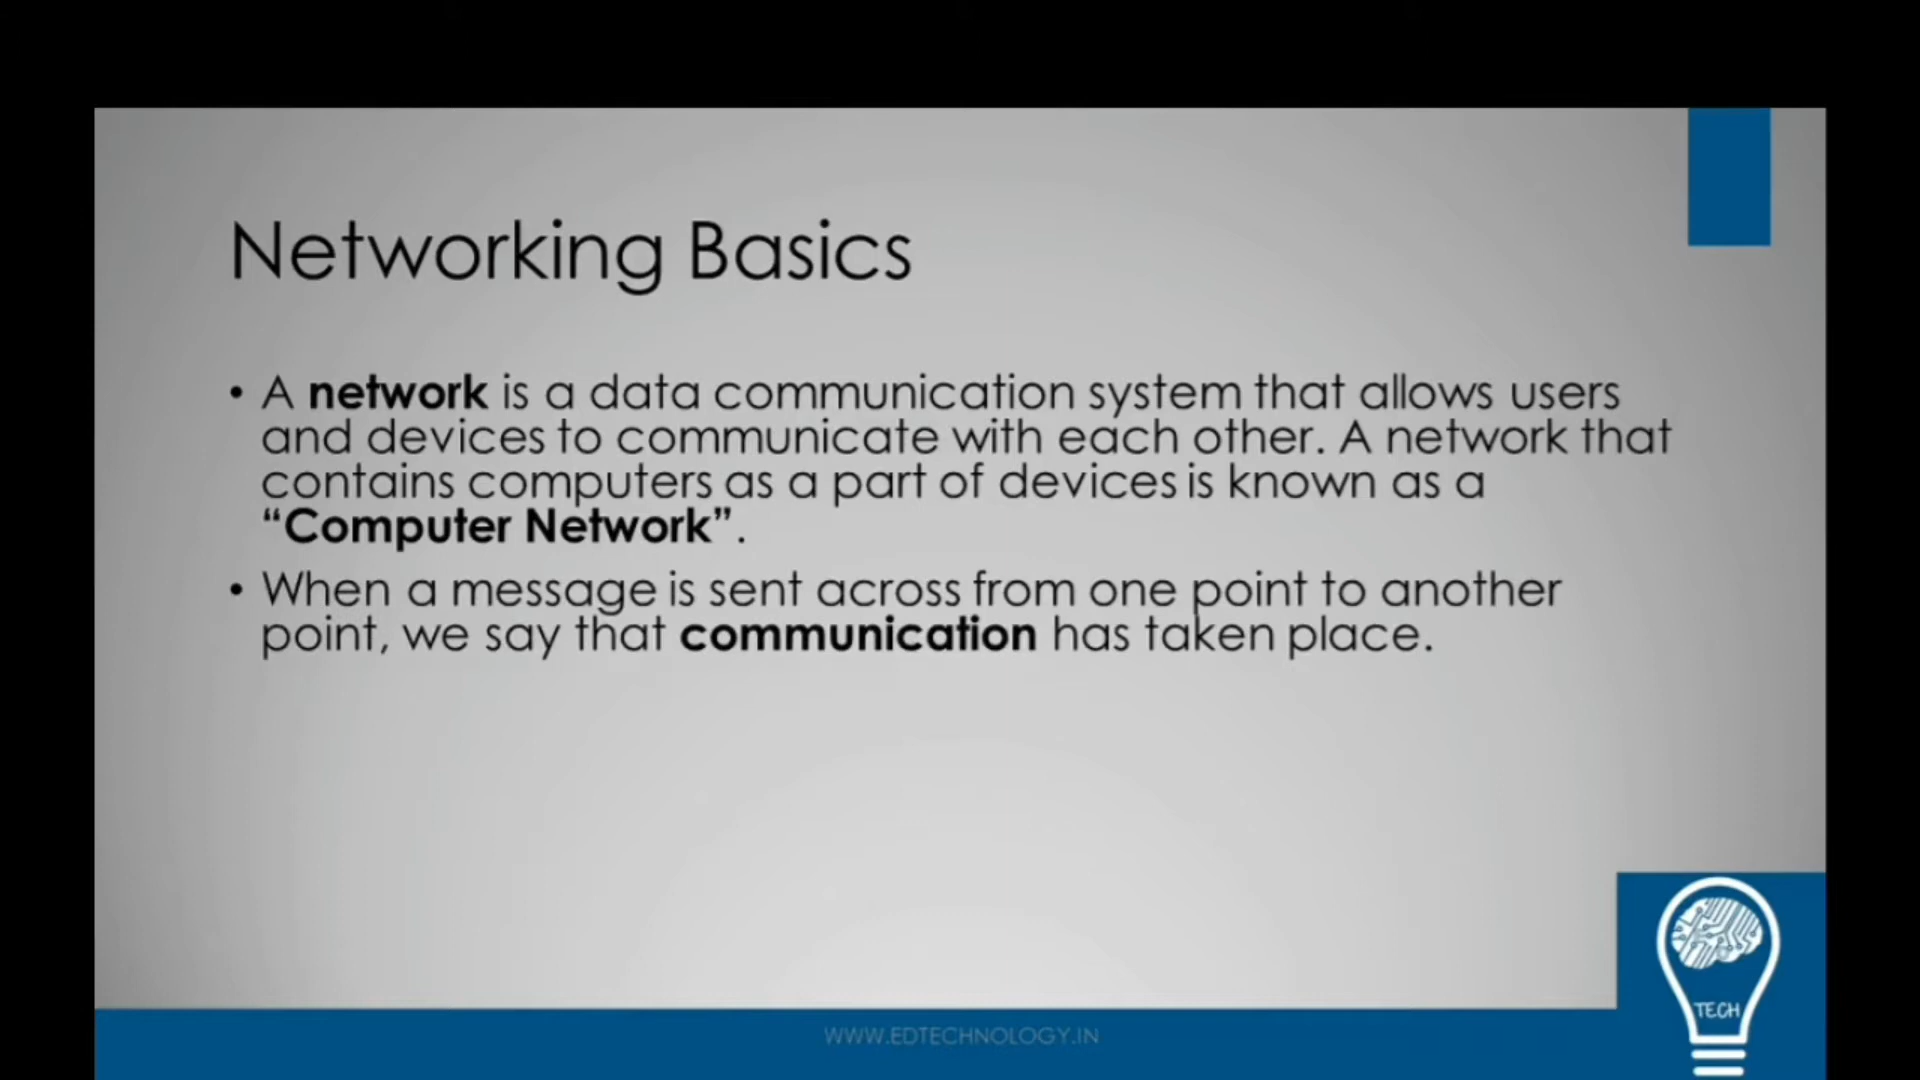 Networking Basics
• A network is a data communication system that allows users
and devices to communicate with each other. A network that
contains computers as a part of devices is known as a
“Computer Network”.
• When a message is sent across from one point to another
point, we say that communication has taken place.
TECH
WWW.EDTECHNOLOGY.IN